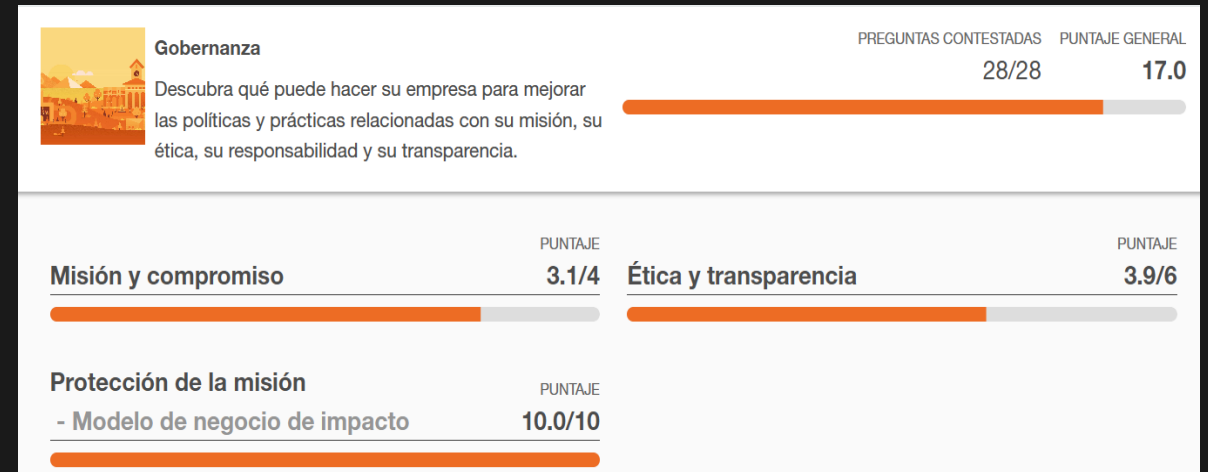 Gobernanza
Descubra qué puede hacer su empresa para mejorar
las políticas y prácticas relacionadas con su misión, su
ética, su responsabilidad y su transparencia.
PREGUNTAS CONTESTADAS
28/28
PUNTAJE GENERAL
17.0
PUNTAJE
Misión y compromiso 3.1/4
PUNTAJE
Ética y transparencia 3.9/6
Protección de la misión PUNTAJE
- Modelo de negocio de impacto 10.0/10